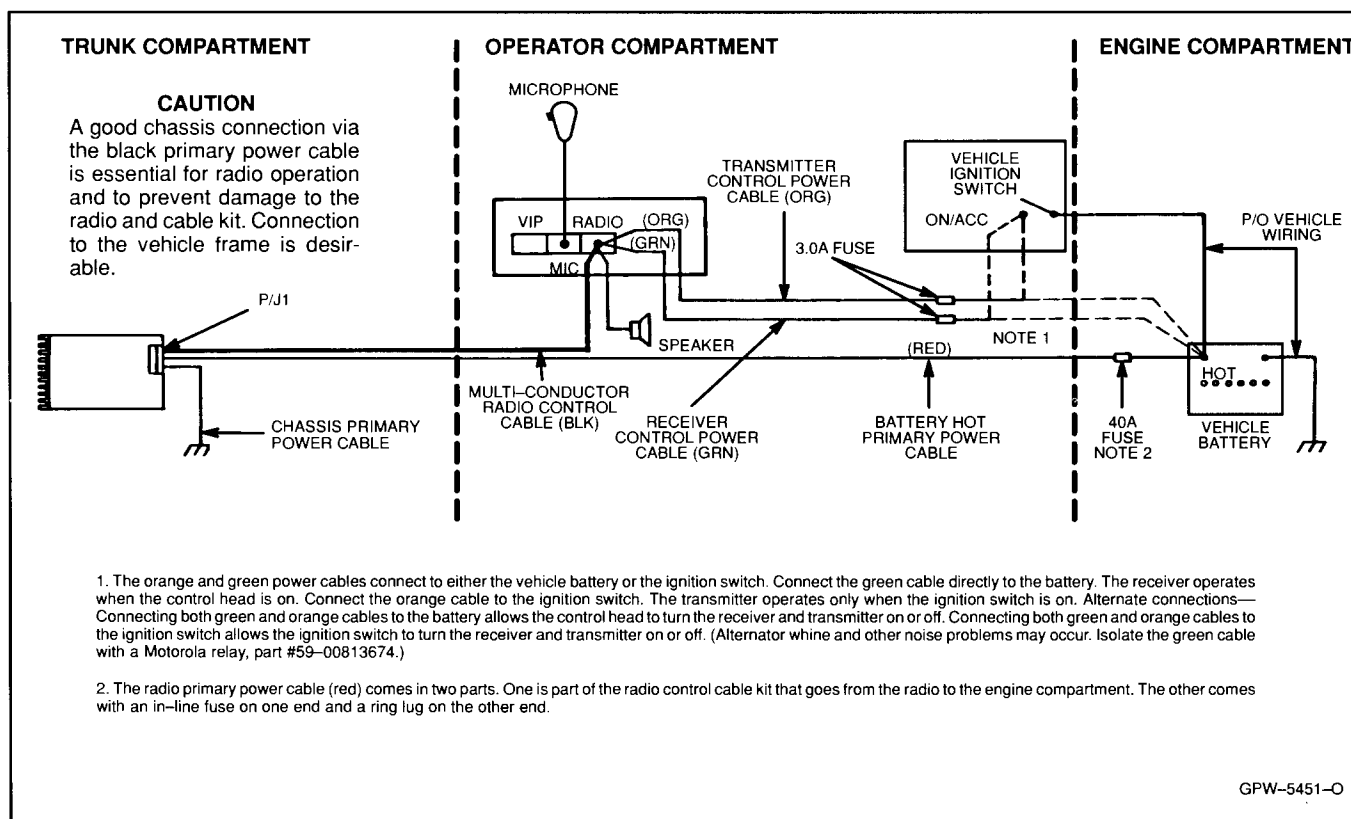 TRUNK COMPARTMENT
OPERATOR COMPARTMENT
ENGINE COMPARTMENT
CAUTION
A good chassis connection via
the black primary power cable
is essential for radio operation
and to prevent damage to the
radio and cable kit. Connection
to the vehicle frame is desir-
able.
MICROPHONE
VIP
RADIO
(ORG)
(GRN)
MIC
TRANSMITTER
CONTROL POWER
CABLE (ORG)
3.0A FUSE
VEHICLE
IGNITION
SWITCH
ON/ACC
P/O VEHICLE
WIRING
P/J1
SPEAKER
NOTE 1
(RED)
HOT
CHASSIS PRIMARY
POWER CABLE
MULTI–CONDUCTOR
RADIO CONTROL
CABLE (BLK)
RECEIVER
CONTROL POWER
CABLE (GRN)
BATTERY HOT
PRIMARY POWER
CABLE
40A
FUSE
NOTE 2
VEHICLE
BATTERY
1. The orange and green power cables connect to either the vehicle battery or the ignition switch. Connect the green cable directly to the battery. The receiver operates
when the control head is on. Connect the orange cable to the ignition switch. The transmitter operates only when the ignition switch is on. Alternate connections—
Connecting both green and orange cables to the battery allows the control head to turn the receiver and transmitter on or off. Connecting both green and orange cables to
the ignition switch allows the ignition switch to turn the receiver and transmitter on or off. (Alternator whine and other noise problems may occur. Isolate the green cable
with a Motorola relay, part #59–00813674.)
2. The radio primary power cable (red) comes in two parts. One is part of the radio control cable kit that goes from the radio to the engine compartment. The other comes
with an in–line fuse on one end and a ring lug on the other end.
GPW–5451–O